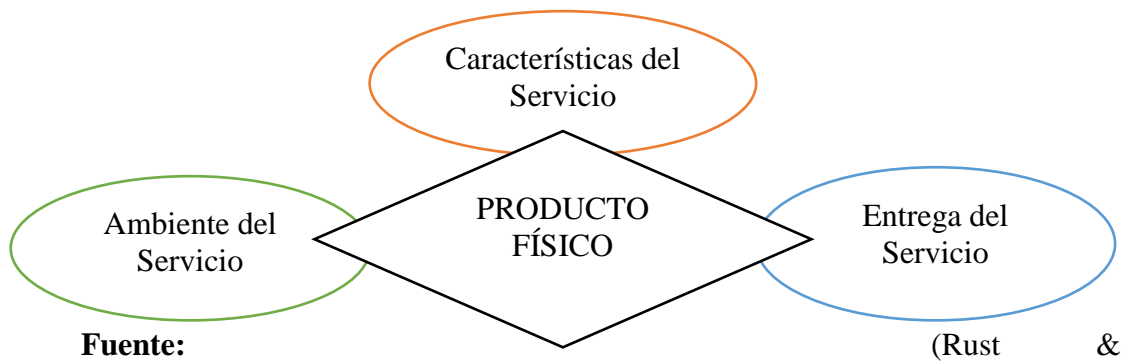 Características del
Servicio
PRODUCTO
FÍSICO
Ambiente del
Servicio
Entrega del
Servicio
Fuente: (Rust &